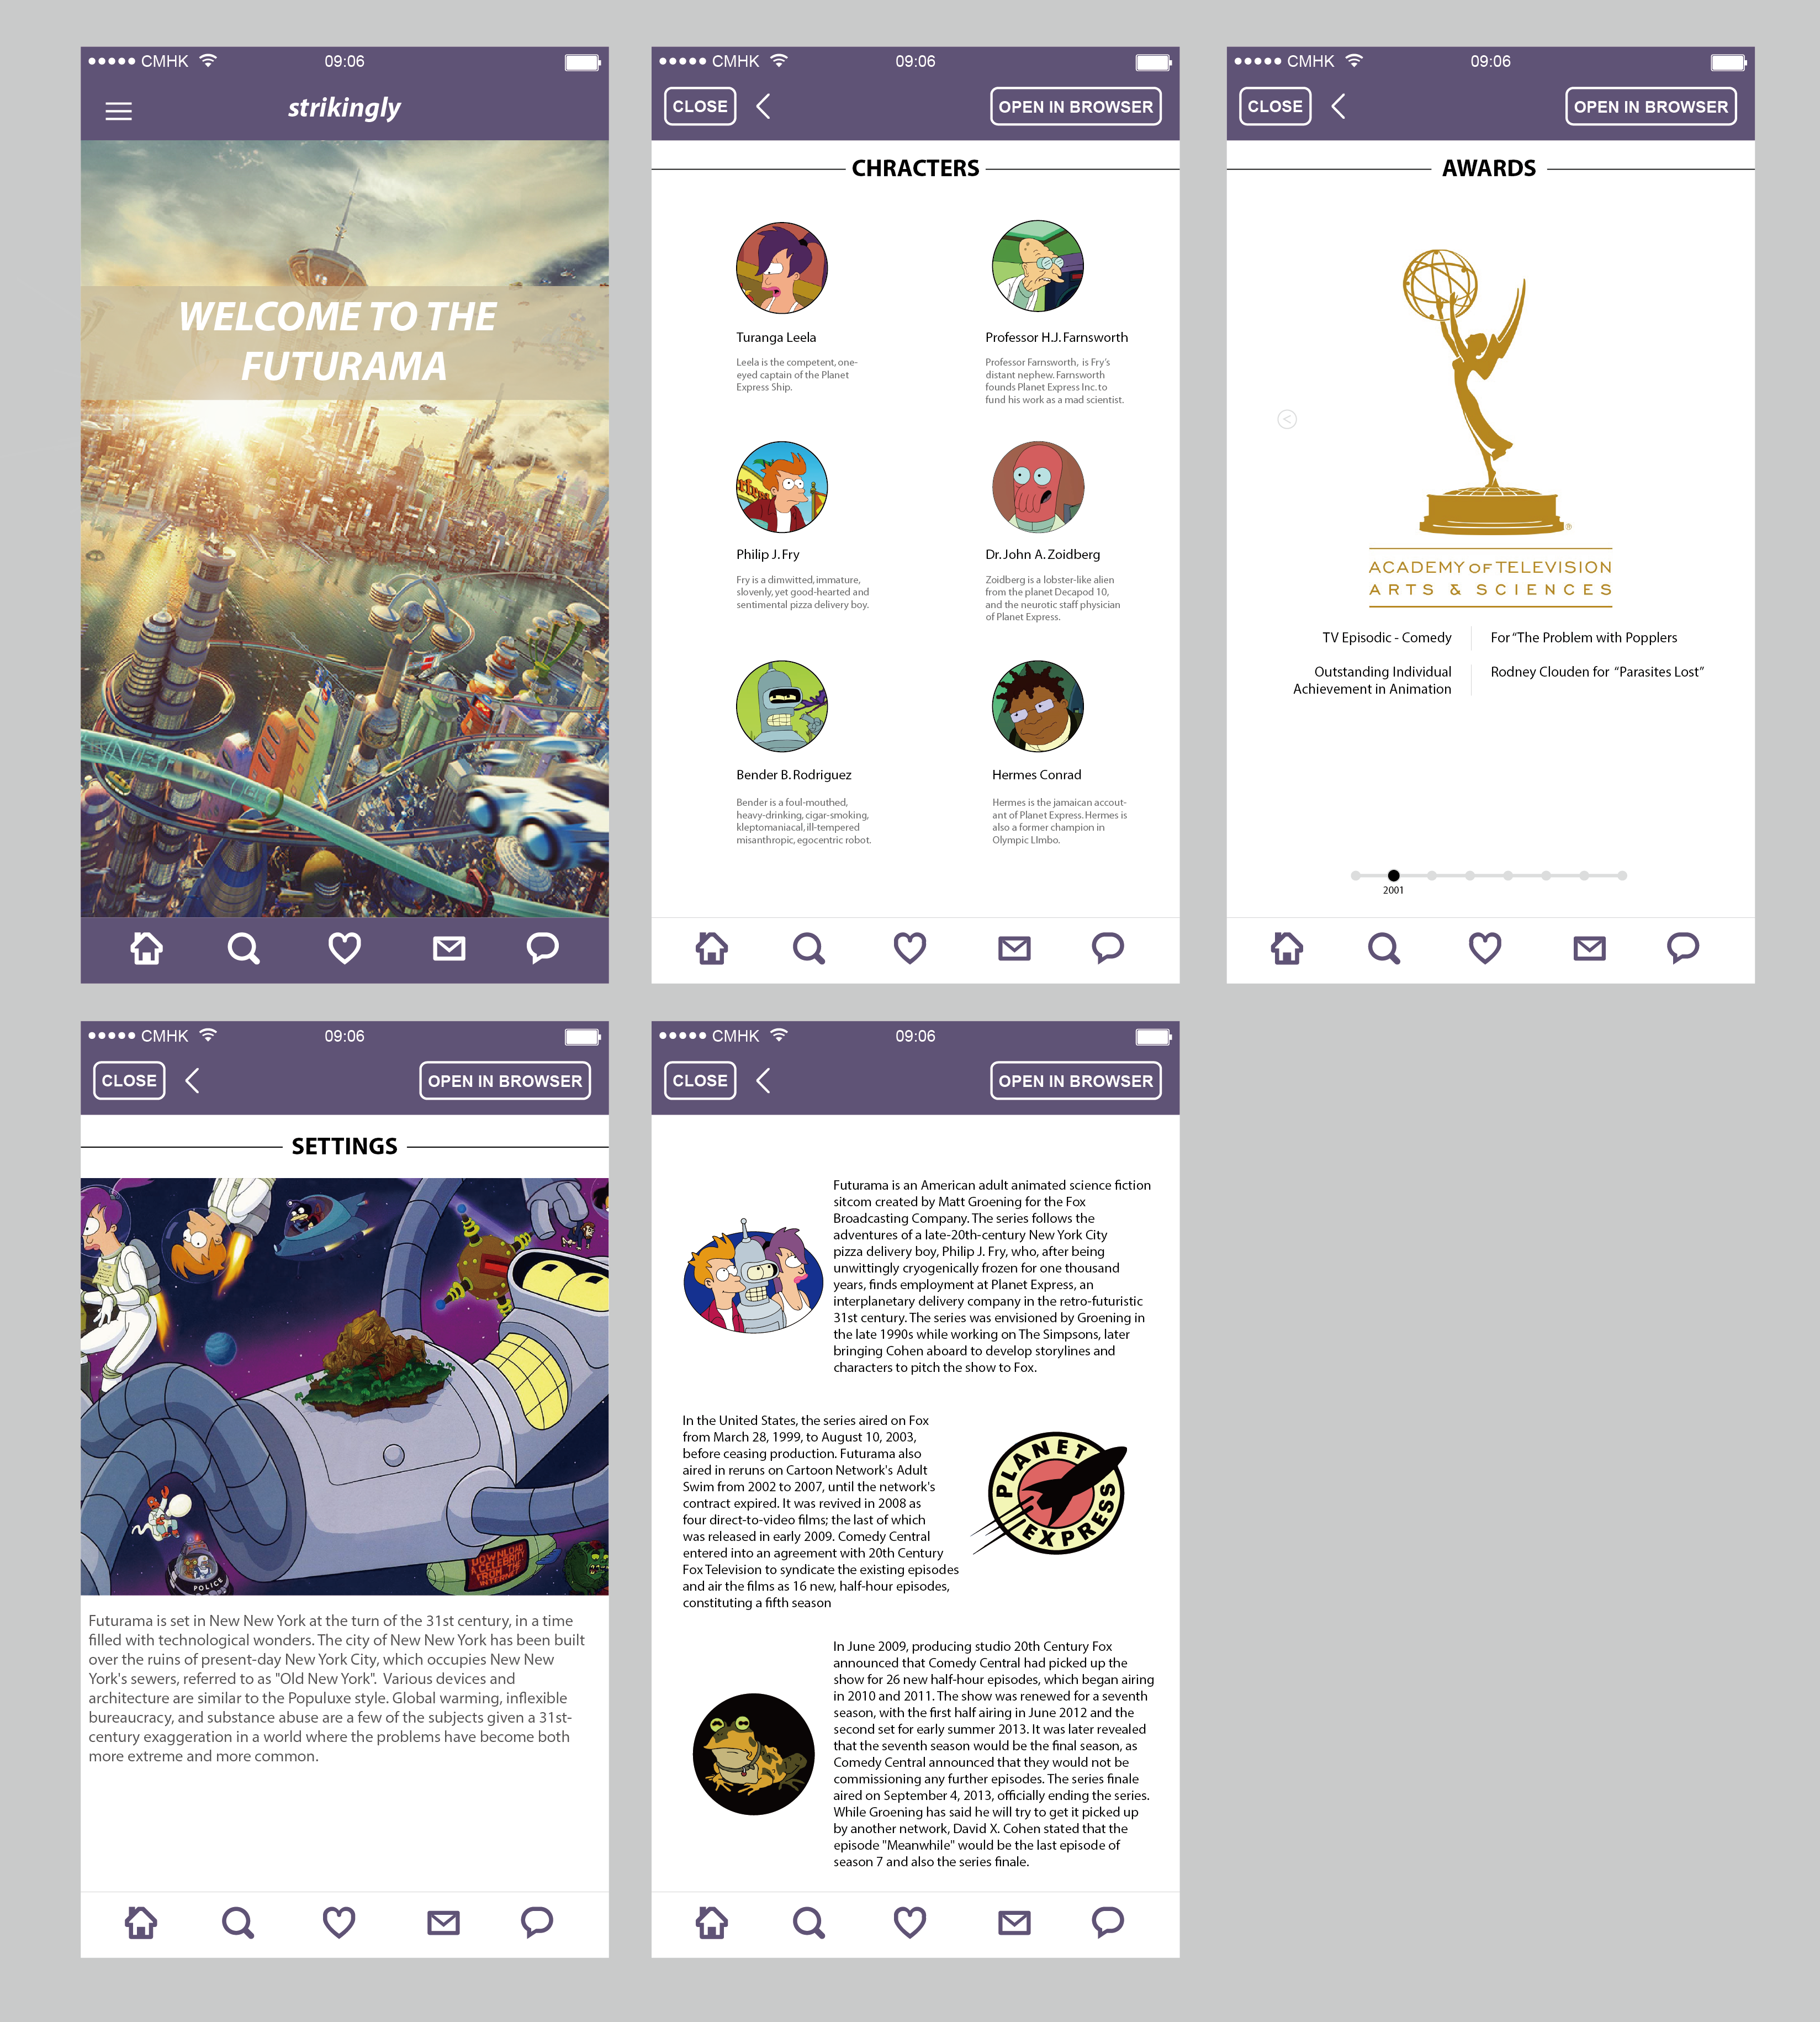 CMHK 09:06
strikingly
WELCOME TO THE
FUTURAMA
CMHK 09:06
CLOSE OPEN IN BROWSER
CHRACTERS
Turanga Leela
Leela is the competent, one-
eyed captain of the Planet
Express Ship.
Professor H.J. Farnsworth
Professor Farnsworth, is Fry's
distant nephew. Farnsworth
founds Planet Express Inc. to
fund his work as a mad scientist.
Philip J. Fry
Fry is a dimwitted, immature,
slovenly, yet good-hearted and
sentimental pizza delivery boy.
Dr. John A. Zoidberg
Zoidberg is a lobster-like alien
from the planet Decapod 10,
and the neurotic staff physician
of Planet Express.
Bender B. Rodriguez
Bender is a foul-mouthed,
heavy-drinking, cigar-smoking,
kleptomaniacal, ill-tempered
misanthropic, egocentric robot.
Hermes Conrad
Hermes is the jamaican accout-
ant of Planet Express. Hermes is
also a former champion in
Olympic LImbo.
CMHK 09:06
CLOSE OPEN IN BROWSER
AWARDS
®
ACADEMY OF TELEVISION
ARTS & SCIENCES
TV Episodic - Comedy For “The Problem with Popplers
Outstanding Individual Rodney Clouden for “Parasites Lost”
Achievement in Animation
2001
CMHK 09:06
CLOSE OPEN IN BROWSER
SETTINGS
DOWNLOAD
A CELEBRITY
FROM THE
INTERNET
POLICE
Futurama is set in New New York at the turn of the 31st century, in a time
filled with technological wonders. The city of New New York has been built
over the ruins of present-day New York City, which occupies New New
York's sewers, referred to as "Old New York". Various devices and
architecture are similar to the Populuxe style. Global warming, inflexible
bureaucracy, and substance abuse are a few of the subjects given a 31st-
century exaggeration in a world where the problems have become both
more extreme and more common.
CMHK 09:06
CLOSE OPEN IN BROWSER
Futurama is an American adult animated science fiction
sitcom created by Matt Groening for the Fox
Broadcasting Company. The series follows the
adventures of a late-20th-century New York City
pizza delivery boy, Philip J. Fry, who, after being
unwittingly cryogenically frozen for one thousand
years, finds employment at Planet Express, an
interplanetary delivery company in the retro-futuristic
31st century. The series was envisioned by Groening in
the late 1990s while working on The Simpsons, later
bringing Cohen aboard to develop storylines and
characters to pitch the show to Fox.
In the United States, the series aired on Fox
from March 28, 1999, to August 10, 2003,
before ceasing production. Futurama also
aired in reruns on Cartoon Network's Adult
Swim from 2002 to 2007, until the network's
contract expired. It was revived in 2008 as
four direct-to-video films; the last of which
was released in early 2009. Comedy Central
entered into an agreement with 20th Century
Fox Television to syndicate the existing episodes
and air the films as 16 new, half-hour episodes,
constituting a fifth season
PLANET
EXPRESS
In June 2009, producing studio 20th Century Fox
announced that Comedy Central had picked up the
show for 26 new half-hour episodes, which began airing
in 2010 and 2011. The show was renewed for a seventh
season, with the first half airing in June 2012 and the
second set for early summer 2013. It was later revealed
that the seventh season would be the final season, as
Comedy Central announced that they would not be
commissioning any further episodes. The series finale
aired on September 4, 2013, officially ending the series.
While Groening has said he will try to get it picked up
by another network, David X. Cohen stated that the
episode "Meanwhile" would be the last episode of
season 7 and also the series finale.